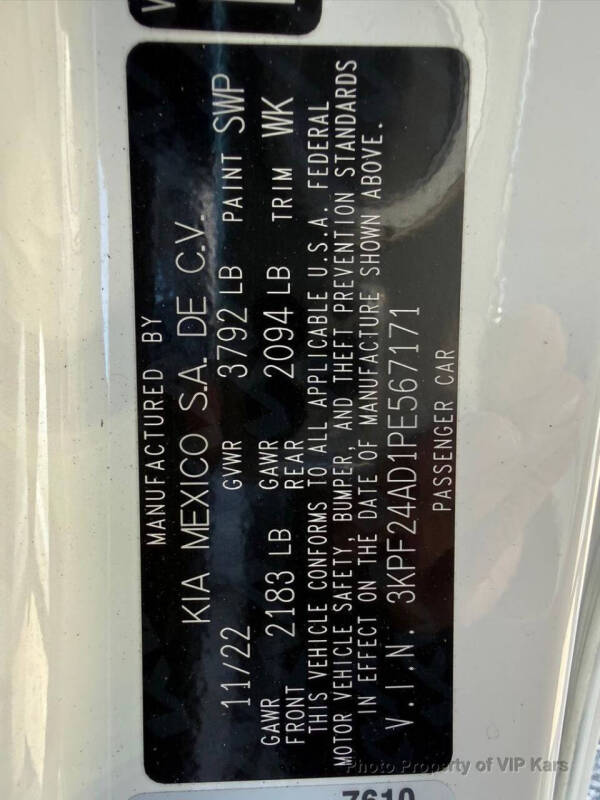 MANUFACTURED BY
KIA MEXICO S.A. DE C.V.
11/22 GVWR 3792 LB PAINT SWP
GAWR FRONT 2183 LB GAWR REAR 2094 LB TRIM WK
THIS VEHICLE CONFORMS TO ALL APPLICABLE U.S.A. FEDERAL
MOTOR VEHICLE SAFETY, BUMPER, AND THEFT PREVENTION STANDARDS
IN EFFECT ON THE DATE OF MANUFACTURE SHOWN ABOVE.
V.I.N. 3KPF24AD1PE567171
PASSENGER CAR
7610
Photo Property of VIP Kars